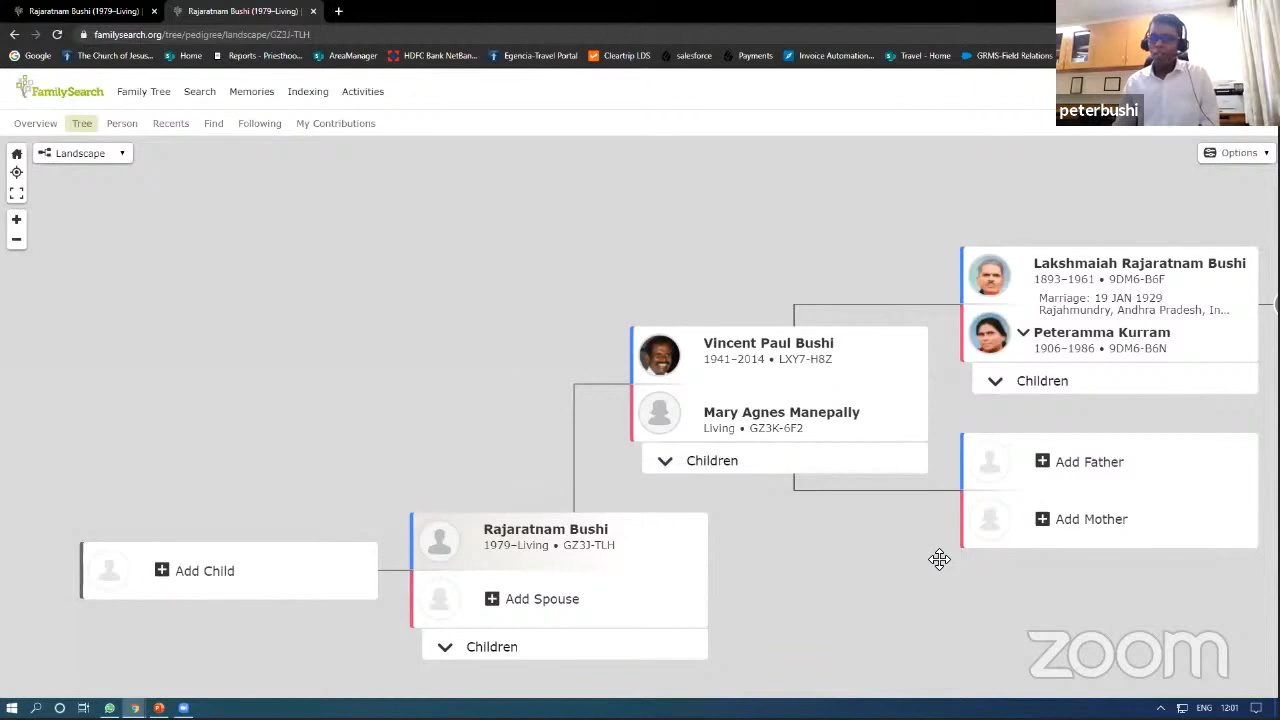 Rajaratnam Bushi (1979–Living) |
Rajaratnam Bushi (1979–Living) |
familysearch.org/tree/pedigree/landscape/GZ3J-TLH
Google
The Church of Jesus...
Home
Reports - Priesthoo...
AreaManager
HDFC Bank NetBan...
Egencia-Travel Portal
Cleartrip LDS
salesforce
Payments
Invoice Automation...
Travel - Home
GRMS-Field Relations
peterbushi
FamilySearch
Family Tree
Search
Memories
Indexing
Activities
Overview
Tree
Person
Recents
Find
Following
My Contributions
Landscape
Options
Lakshmaiah Rajaratnam Bushi
1893–1961 • 9DM6-B6F
Marriage: 19 JAN 1929
Rajahmundry, Andhra Pradesh, In...
Peteramma Kurram
1906–1986 • 9DM6-B6N
Children
Vincent Paul Bushi
1941–2014 • LXY7-H8Z
Mary Agnes Manepally
Living • GZ3K-6F2
Children
Add Father
Add Mother
Rajaratnam Bushi
1979–Living • GZ3J-TLH
Add Spouse
Children
Add Child
zoom
ENG
12:01